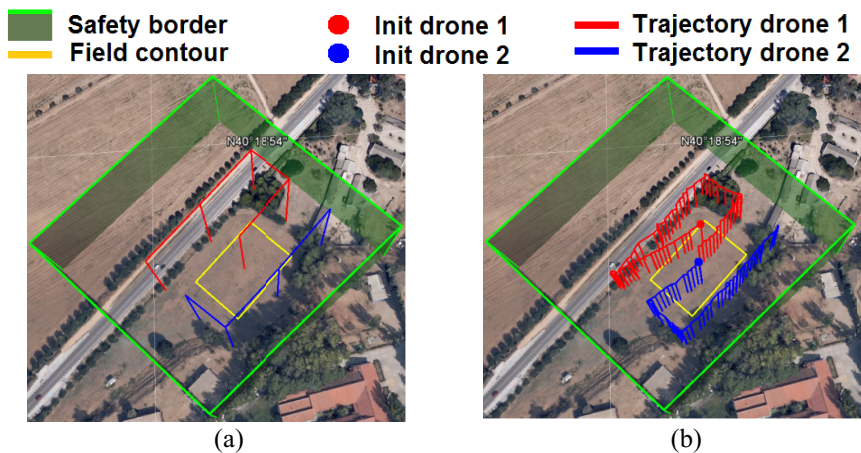 Safety border
Field contour
Init drone 1
Init drone 2
Trajectory drone 1
Trajectory drone 2
N40°18'54"
N40°18'54"
(a)
(b)